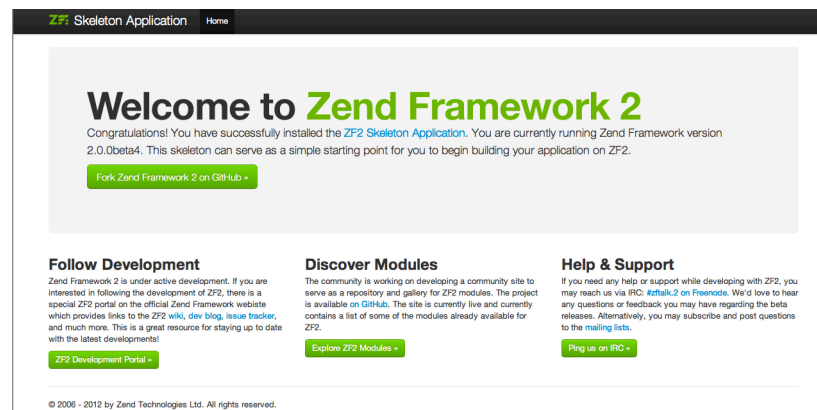 ZF2 Skeleton Application Home
Welcome to Zend Framework 2
Congratulations! You have successfully installed the ZF2 Skeleton Application. You are currently running Zend Framework version
2.0.0beta4. This skeleton can serve as a simple starting point for you to begin building your application on ZF2.
Fork Zend Framework 2 on GitHub »
Follow Development
Zend Framework 2 is under active development. If you are
interested in following the development of ZF2, there is a
special ZF2 portal on the official Zend Framework webiste
which provides links to the ZF2 wiki, dev blog, issue tracker,
and much more. This is a great resource for staying up to date
with the latest developments!
ZF2 Development Portal »
Discover Modules
The community is working on developing a community site to
serve as a repository and gallery for ZF2 modules. The project
is available on GitHub. The site is currently live and currently
contains a list of some of the modules already available for
ZF2.
Explore ZF2 Modules »
Help & Support
If you need any help or support while developing with ZF2, you
may reach us via IRC: #zftalk.2 on Freenode. We'd love to hear
any questions or feedback you may have regarding the beta
releases. Alternatively, you may subscribe and post questions
to the mailing lists.
Ping us on IRC »
© 2006 - 2012 by Zend Technologies Ltd. All rights reserved.